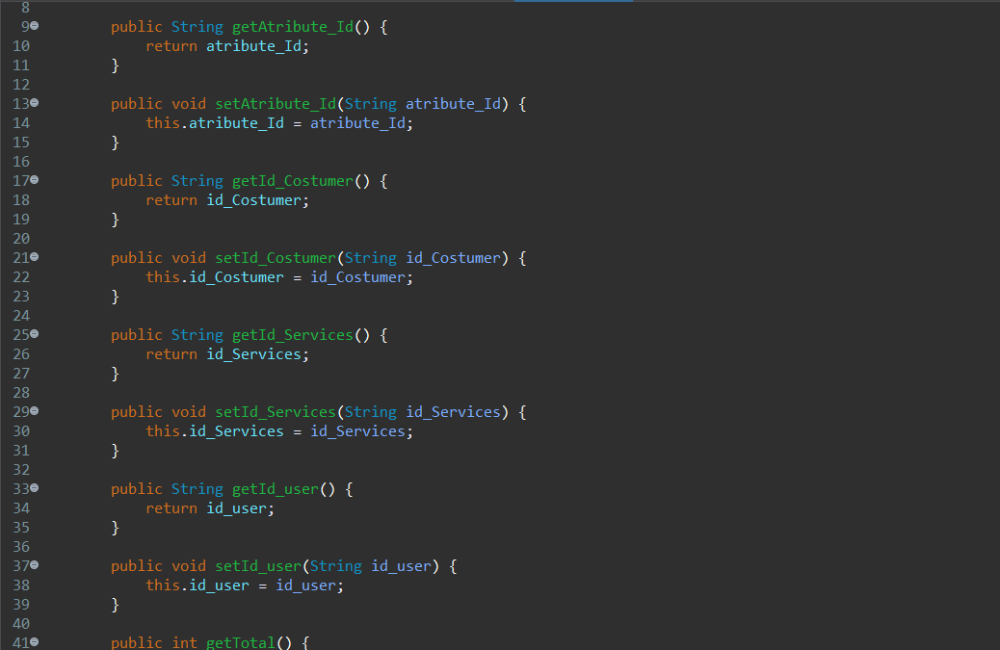 8
9 public String getAtribute_Id() {
10 return atribute_Id;
11 }
12
13 public void setAtribute_Id(String atribute_Id) {
14 this.atribute_Id = atribute_Id;
15 }
16
17 public String getId_Costumer() {
18 return id_Costumer;
19 }
20
21 public void setId_Costumer(String id_Costumer) {
22 this.id_Costumer = id_Costumer;
23 }
24
25 public String getId_Services() {
26 return id_Services;
27 }
28
29 public void setId_Services(String id_Services) {
30 this.id_Services = id_Services;
31 }
32
33 public String getId_user() {
34 return id_user;
35 }
36
37 public void setId_user(String id_user) {
38 this.id_user = id_user;
39 }
40
41 public int getTotal() {